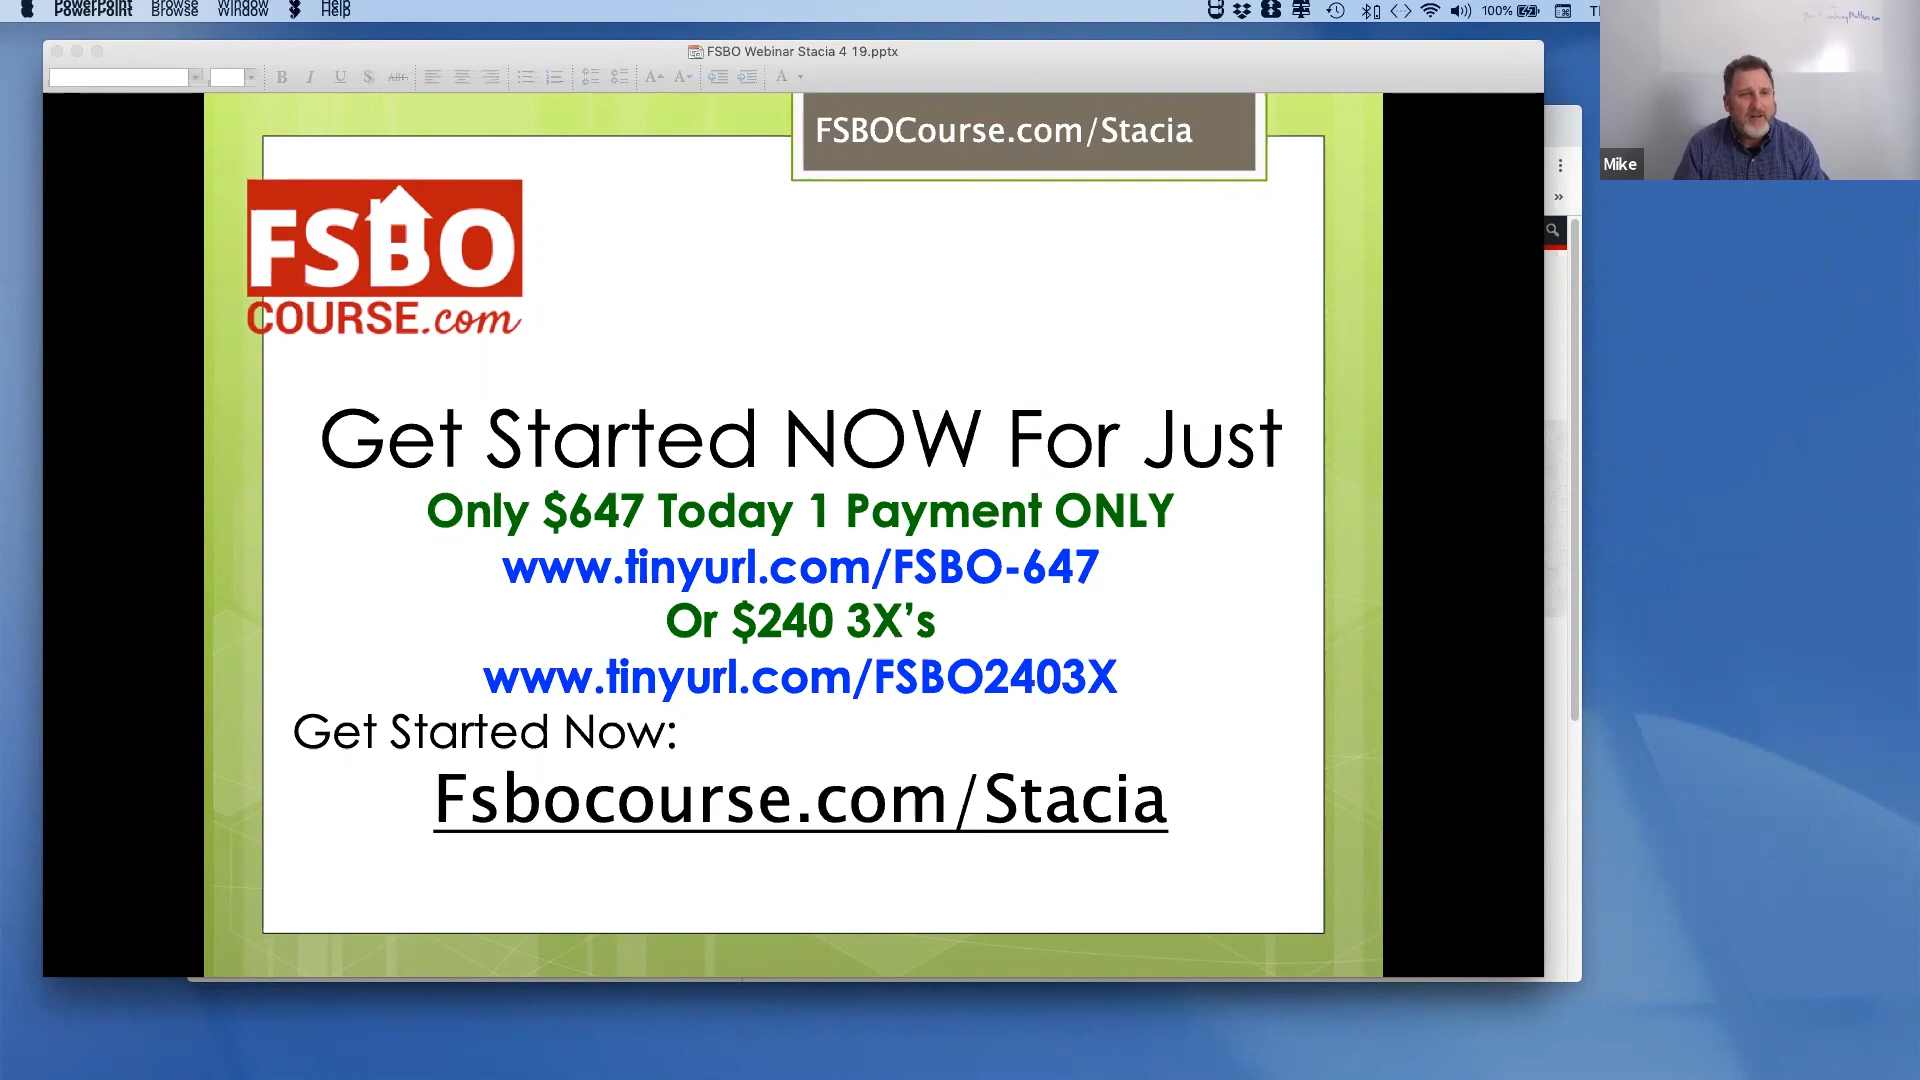 PowerPoint Browse Window Help
100%
FSBO Webinar Stacia 4 19.pptx
B I U S ABC A A A
FSBOCourse.com/Stacia
Mike
FSBO
COURSE.com
Get Started NOW For Just
Only $647 Today 1 Payment ONLY
www.tinyurl.com/FSBO-647
Or $240 3X’s
www.tinyurl.com/FSBO2403X
Get Started Now:
Fsbocourse.com/Stacia